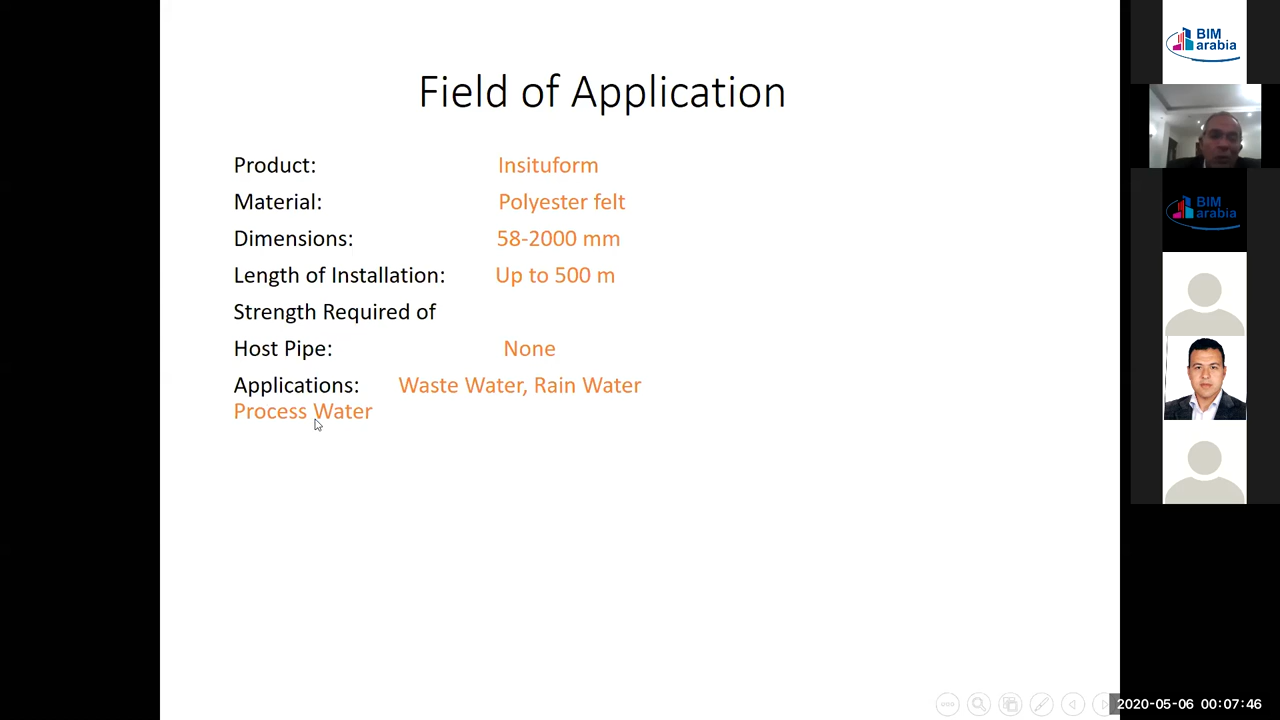 Field of Application
Product: Insituform
Material: Polyester felt
Dimensions: 58-2000 mm
Length of Installation: Up to 500 m
Strength Required of
Host Pipe: None
Applications: Waste Water, Rain Water
Process Water
BIM
arabia
BIM
arabia
2020-05-06 00:07:46